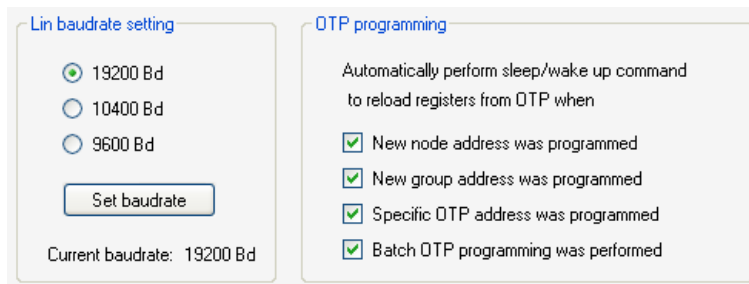 Lin baudrate setting
19200 Bd
10400 Bd
9600 Bd
Set baudrate
Current baudrate: 19200 Bd
OTP programming
Automatically perform sleep/wake up command
to reload registers from OTP when
New node address was programmed
New group address was programmed
Specific OTP address was programmed
Batch OTP programming was performed